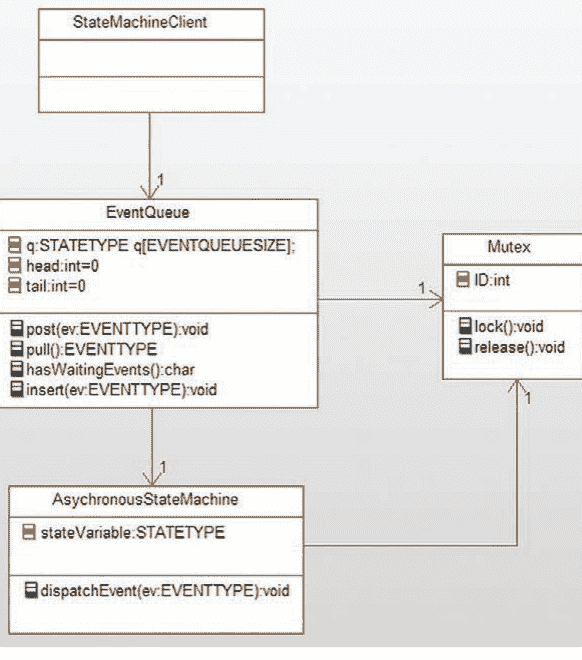 StateMachineClient
1
EventQueue
q:STATETYPE q[EVENTQUEUESIZE];
head:int=0
tail:int=0
post(ev:EVENTTYPE):void
pull():EVENTTYPE
hasWaitingEvents():char
insert(ev:EVENTTYPE):void
1
Mutex
ID:int
lock():void
release():void
1
AsychronousStateMachine
stateVariable:STATETYPE
dispatchEvent(ev:EVENTTYPE):void
1